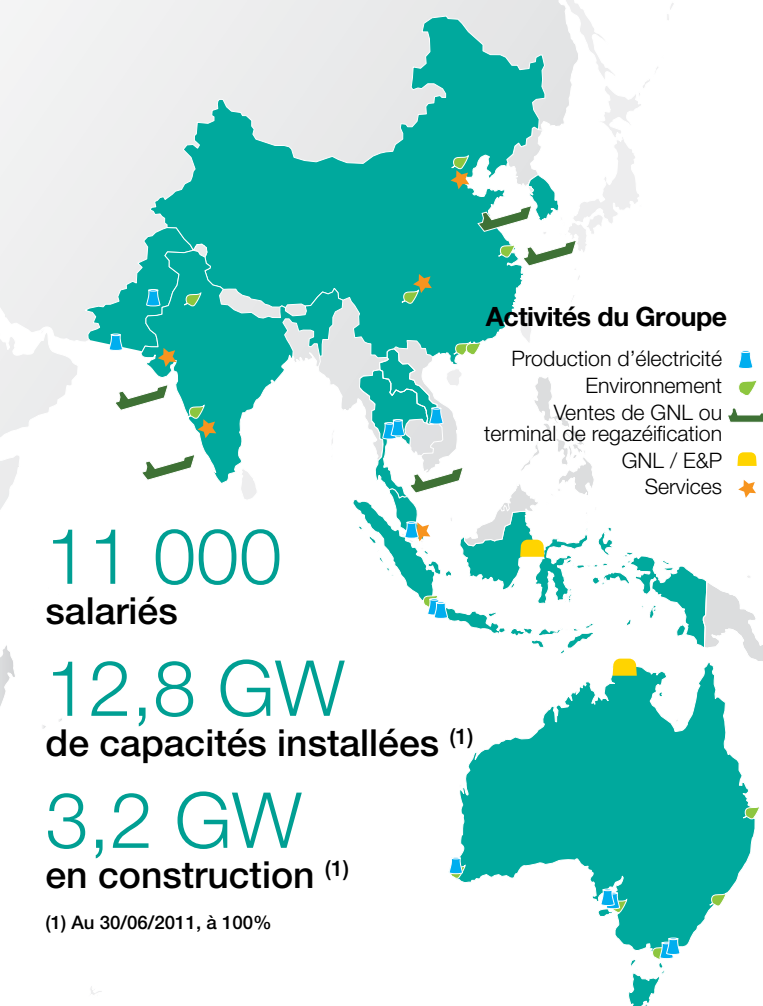 Activités du Groupe
Production d'électricité
Environnement
Ventes de GNL ou
terminal de regazéification
GNL / E&P
Services
11 000
salariés
12,8 GW
de capacités installées (1)
3,2 GW
en construction (1)
(1) Au 30/06/2011, à 100%